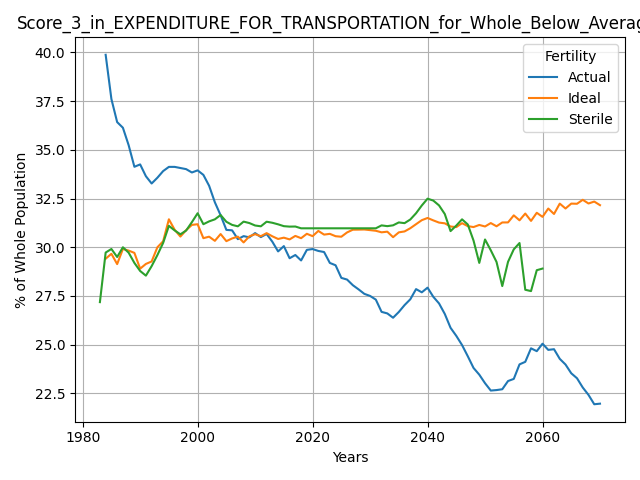 Score_3_in_EXPENDITURE_FOR_TRANSPORTATION_for_Whole_Below_Averag
Fertility
Actual
Ideal
Sterile
% of Whole Population
40.0
37.5
35.0
32.5
30.0
27.5
25.0
22.5
1980
2000
2020
2040
2060
Years